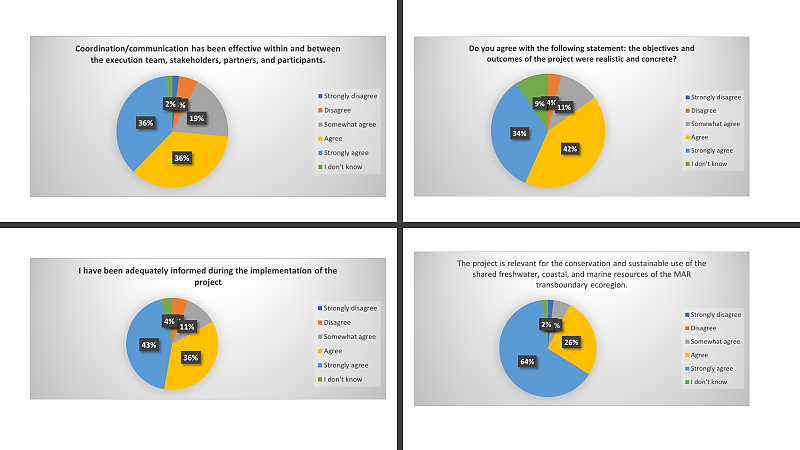 Coordination/communication has been effective within and between
the execution team, stakeholders, partners, and participants.
2%
%
19%
36%
36%
Strongly disagree
Disagree
Somewhat agree
Agree
Strongly agree
I don't know
Do you agree with the following statement: the objectives and
outcomes of the project were realistic and concrete?
9%
4%
11%
34%
42%
Strongly disagree
Disagree
Somewhat agree
Agree
Strongly agree
I don't know
I have been adequately informed during the implementation of the
project
4%
11%
43%
36%
Strongly disagree
Disagree
Somewhat agree
Agree
Strongly agree
I don't know
The project is relevant for the conservation and sustainable use of the
shared freshwater, coastal, and marine resources of the MAR
transboundary ecoregion.
2%
%
26%
64%
Strongly disagree
Disagree
Somewhat agree
Agree
Strongly agree
I don't know